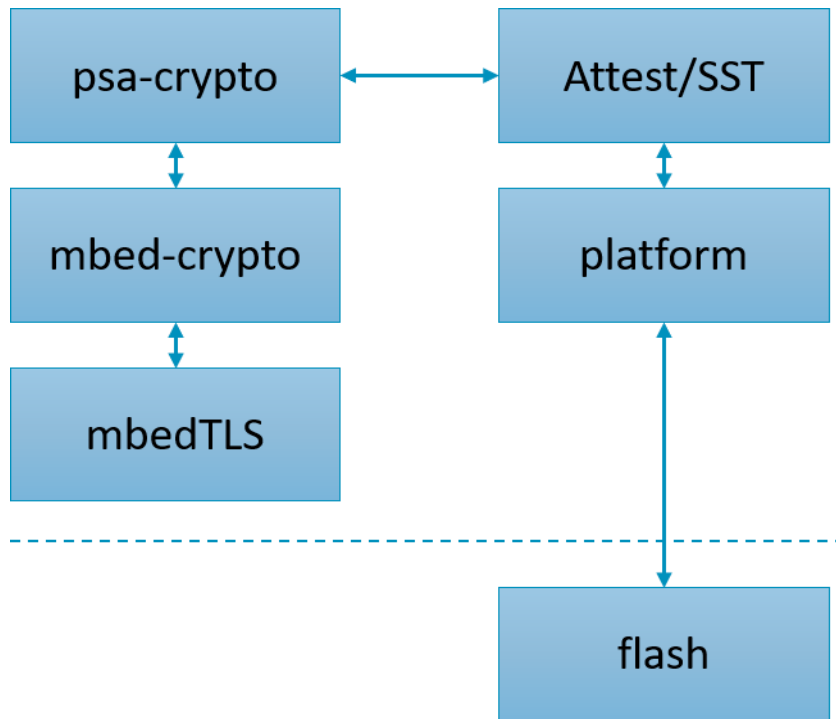 psa-crypto
Attest/SST
mbed-crypto
platform
mbedTLS
flash